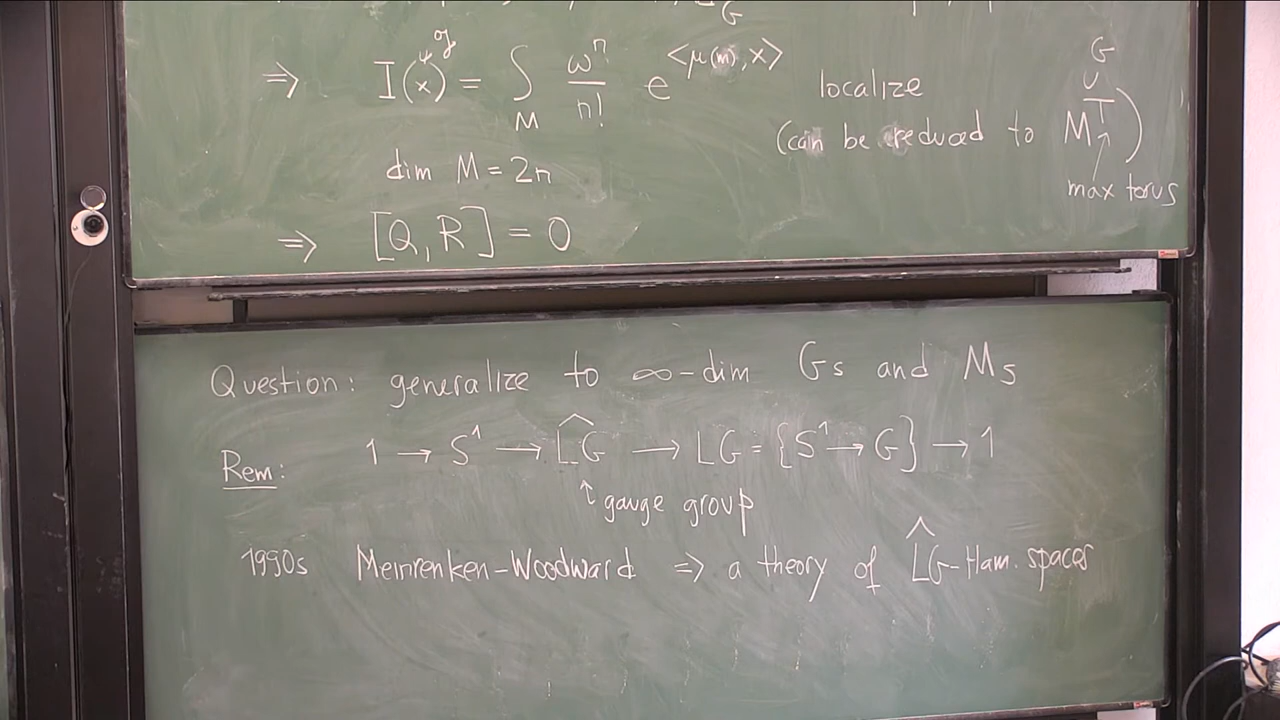 G
⇒ I(x) = ∫ ωⁿ/n! e^<μ(m),x> localize
∈ 𝔤
M
(can be reduced to M^T)
G
∪
T
max torus
dim M = 2n
⇒ [Q, R] = 0
Question: generalize to ∞-dim Gs and Ms
Rem: 1 → S¹ → L̂G → LG = {S¹ → G} → 1
↑ gauge group
1990s Meinrenken-Woodward ⇒ a theory of L̂G-Ham. spaces